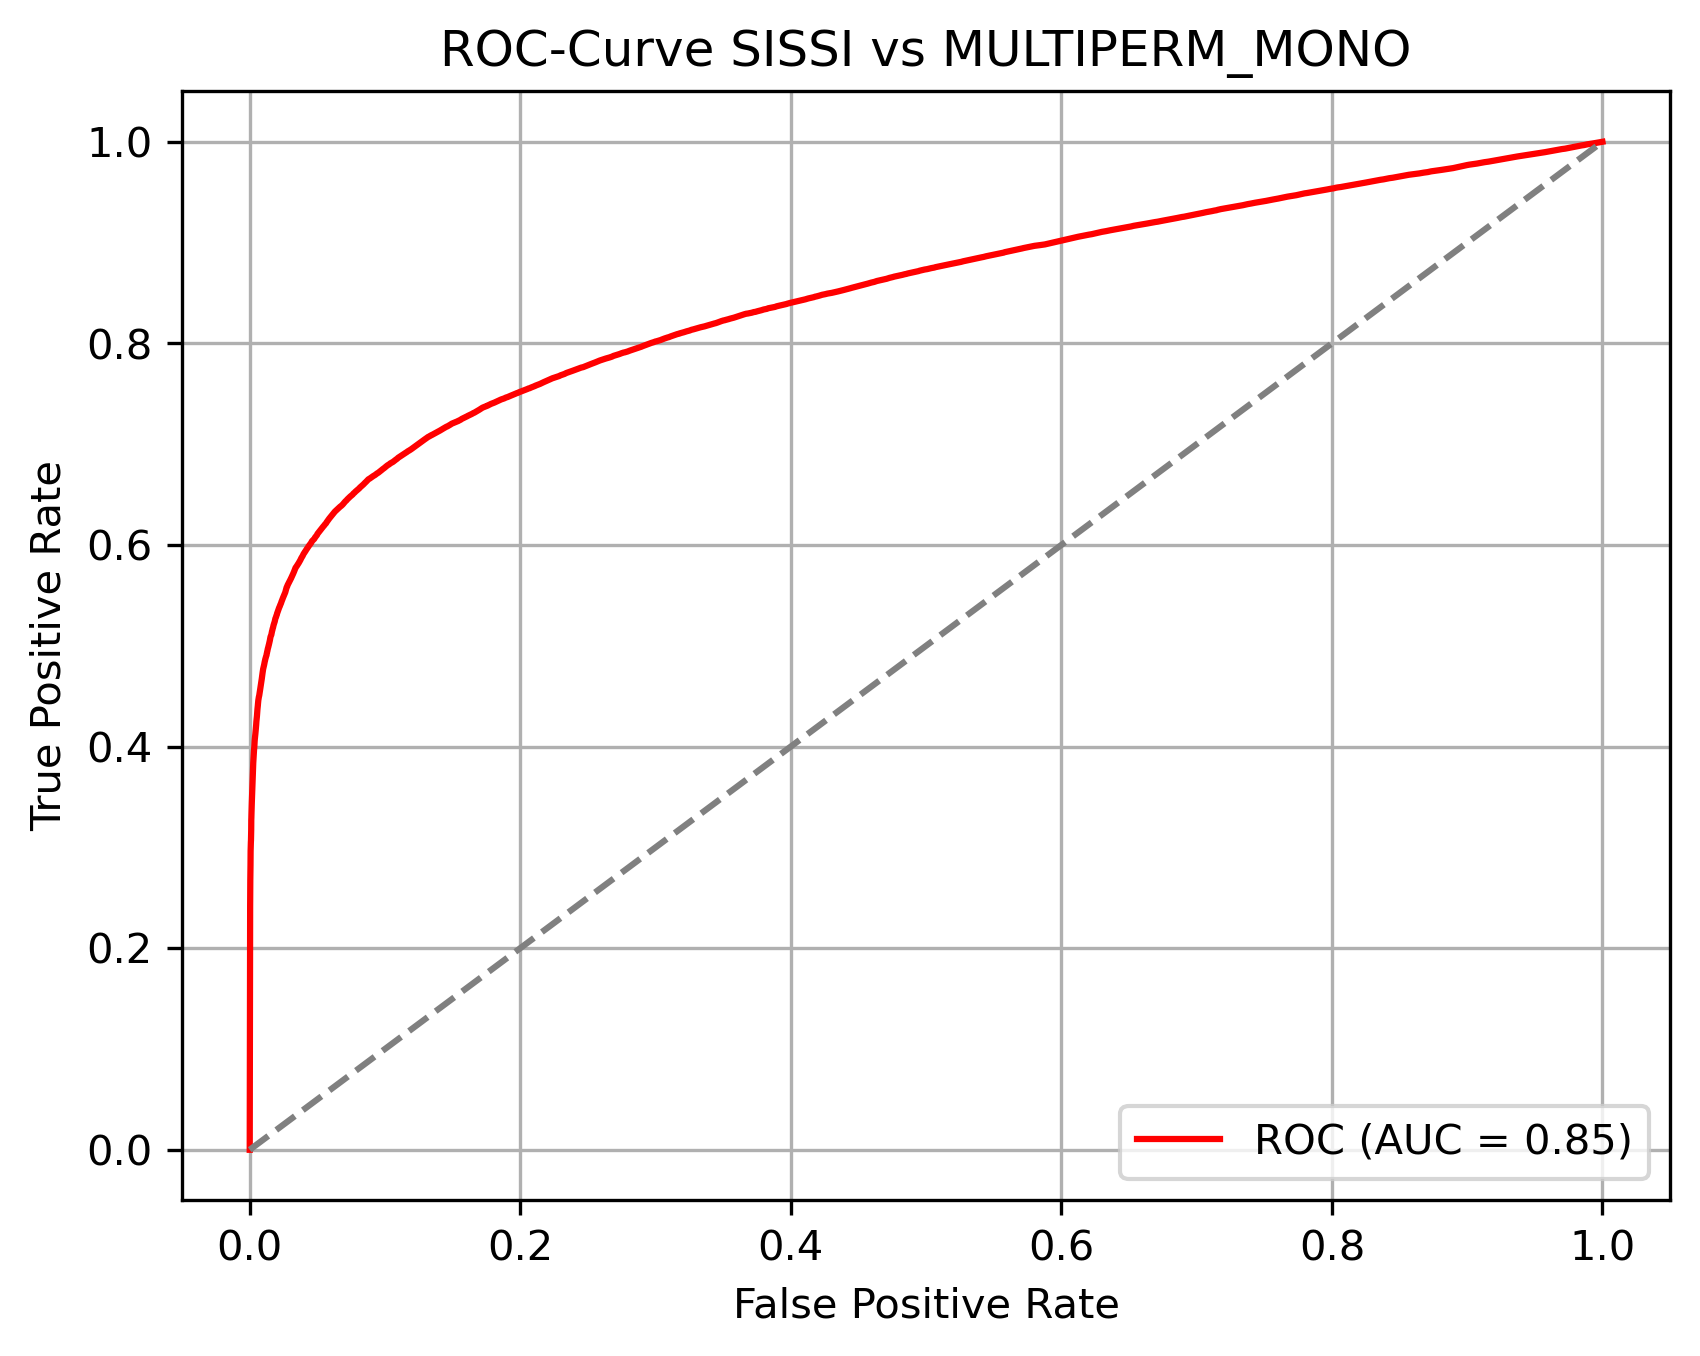 ROC-Curve SISSI vs MULTIPERM_MONO
1.0
0.8
0.6
0.4
0.2
0.0
True Positive Rate
ROC (AUC = 0.85)
0.0 0.2 0.4 0.6 0.8 1.0
False Positive Rate